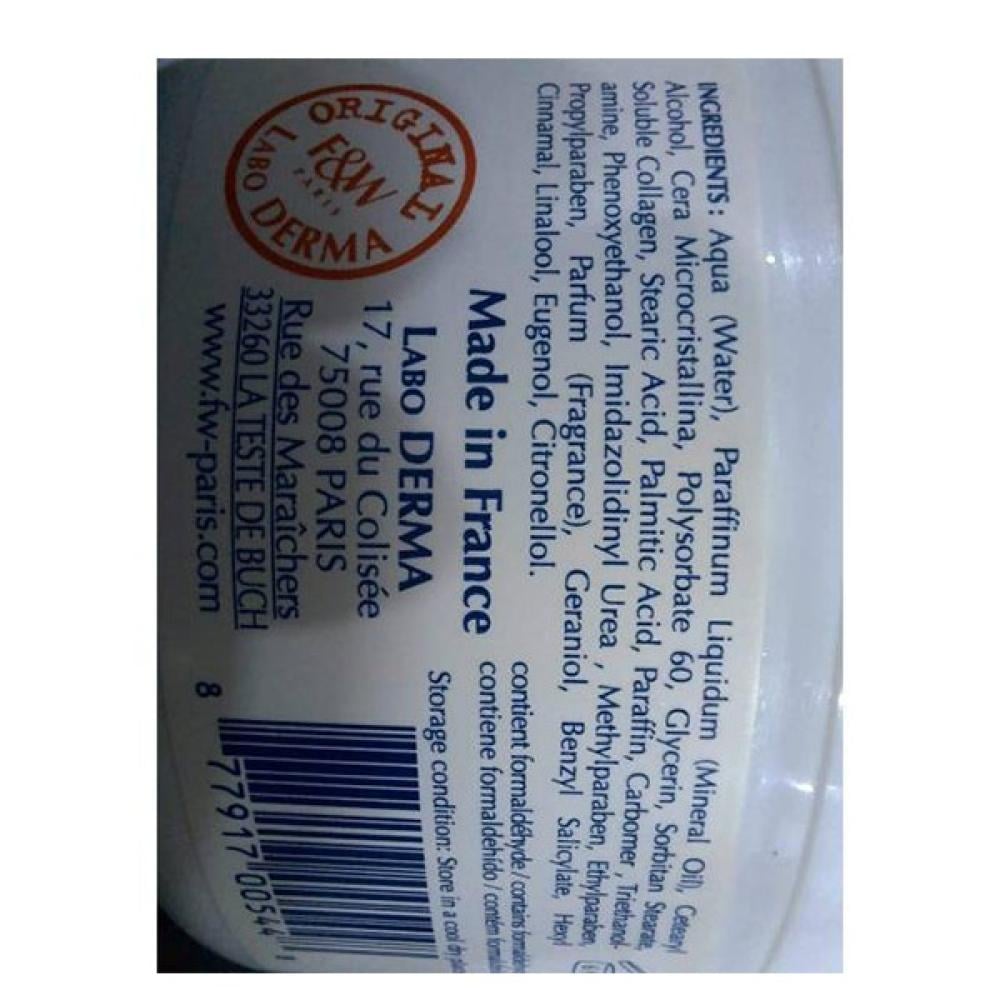 INGREDIENTS : Aqua (Water), Paraffinum Liquidum (Mineral Oil), Cetearyl
Alcohol, Cera Microcristallina, Polysorbate 60, Glycerin, Sorbitan Stearate,
Soluble Collagen, Stearic Acid, Palmitic Acid, Paraffin, Carbomer, Triethanol-
amine, Phenoxyethanol, Imidazolidinyl Urea , Methylparaben, Ethylparaben,
Propylparaben, Parfum (Fragrance), Geraniol, Benzyl Salicylate, Hexyl
Cinnamal, Linalool, Eugenol, Citronellol.
contient formaldéhyde / contains
contiene formaldehído / contém
Storage condition: Store in a cool dry
Made in France
LABO DERMA
17, rue du Colisée
75008 PARIS
Rue des Maraîchers
33260 LA TESTE DE BUCH
www.fw-paris.com
ORIGINAL
F&W
PARIS
LABO DERMA
8 77917 00544